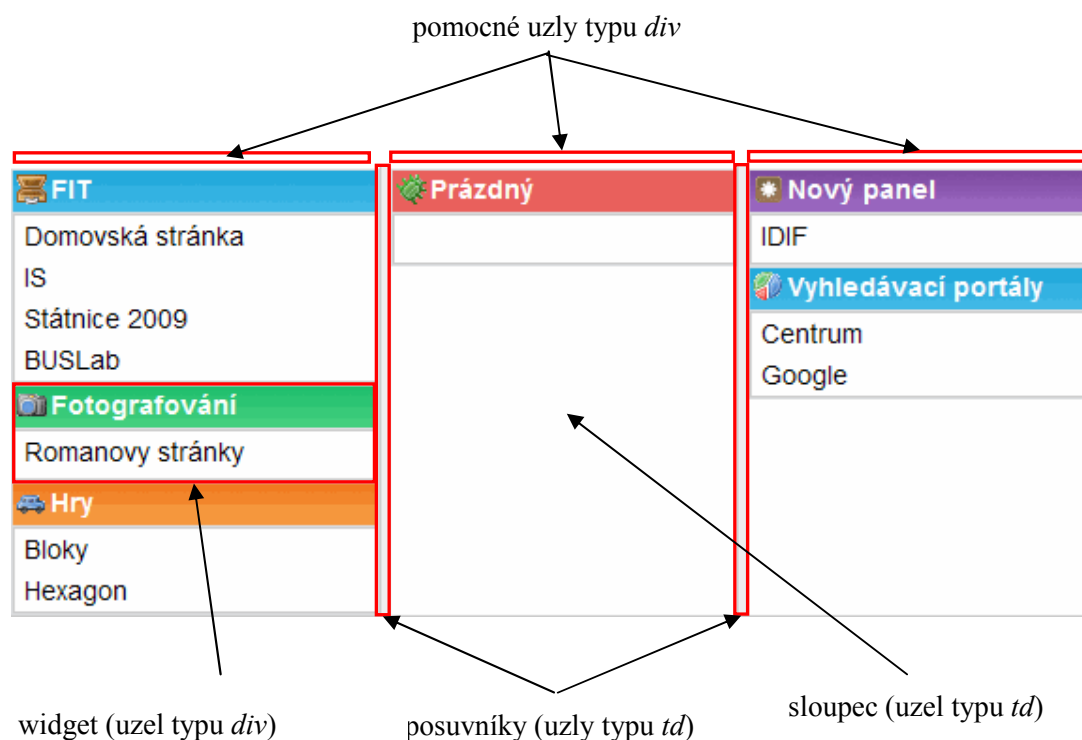 pomocné uzly typu div
FIT
Domovská stránka
IS
Státnice 2009
BUSLab
Fotografování
Romanovy stránky
Hry
Bloky
Hexagon
Prázdný
Nový panel
IDIF
Vyhledávací portály
Centrum
Google
widget (uzel typu div)
posuvníky (uzly typu td)
sloupec (uzel typu td)